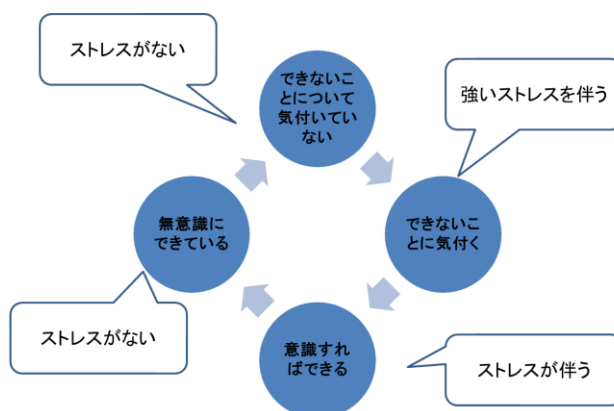 ストレスがない
できないこ
とについて
気付いてい
ない
強いストレスを伴う
できないこ
とに気付く
無意識に
できている
ストレスがない
意識すれ
ばできる
ストレスが伴う